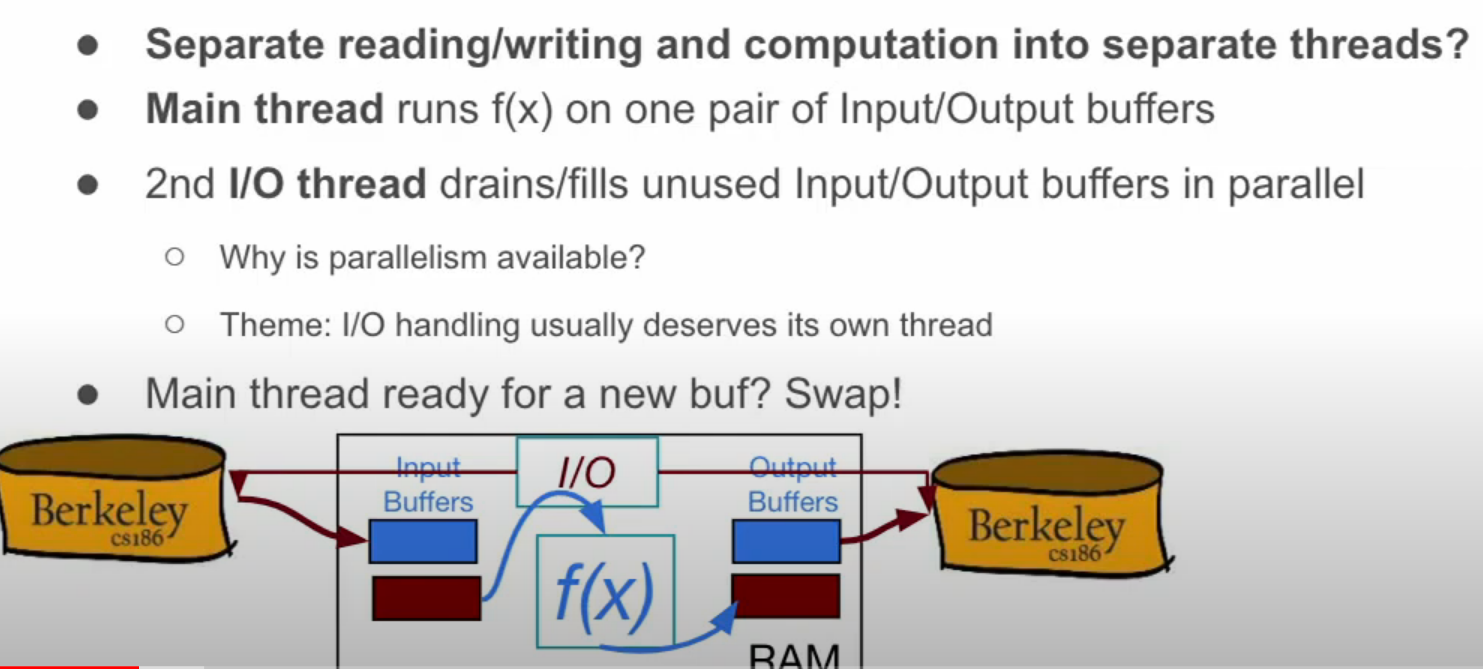 Separate reading/writing and computation into separate threads?
Main thread runs f(x) on one pair of Input/Output buffers
2nd I/O thread drains/fills unused Input/Output buffers in parallel
Why is parallelism available?
Theme: I/O handling usually deserves its own thread
Main thread ready for a new buf? Swap!
Input
Buffers
I/O
Output
Buffers
Berkeley
cs186
f(x)
Berkeley
cs186
RAM